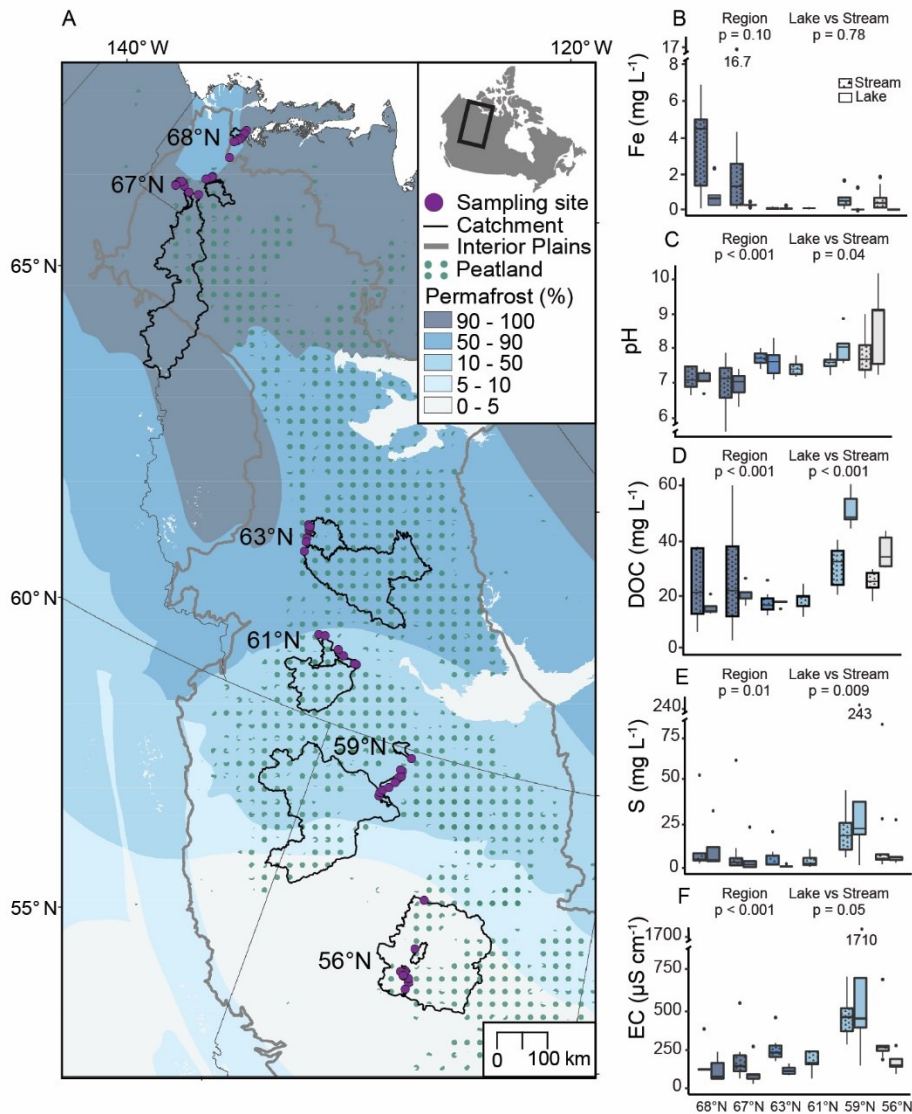 A
140° W
120° W
68°N
67°N
65°N
63°N
60°N
61°N
59°N
55°N
56°N
Sampling site
Catchment
Interior Plains
Peatland
Permafrost (%)
90 - 100
50 - 90
10 - 50
5 - 10
0 - 5
0 100 km
B
Region
p = 0.10
Lake vs Stream
p = 0.78
17
16.7
8
6
4
2
0
Fe (mg L⁻¹)
Stream
Lake
C
Region
p < 0.001
Lake vs Stream
p = 0.04
10
9
8
7
6
pH
D
Region
p < 0.001
Lake vs Stream
p < 0.001
60
40
20
0
DOC (mg L⁻¹)
E
Region
p = 0.01
Lake vs Stream
p = 0.009
240
243
75
50
25
0
S (mg L⁻¹)
F
Region
p < 0.001
Lake vs Stream
p = 0.05
1700
1710
750
500
250
0
EC (µS cm⁻¹)
68°N 67°N 63°N 61°N 59°N 56°N